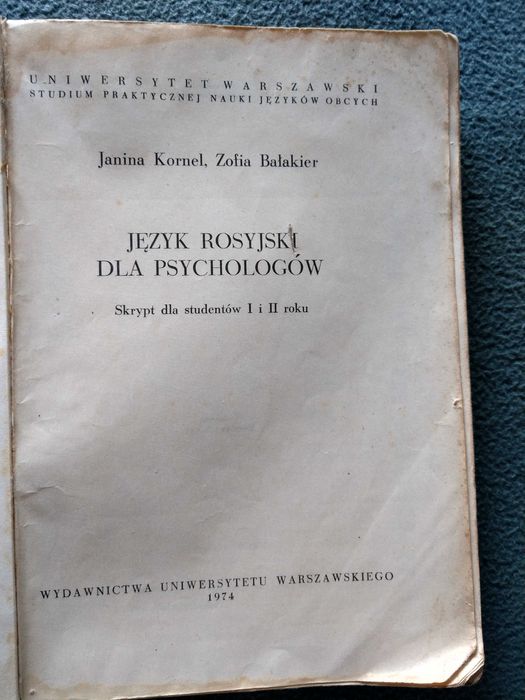 UNIWERSYTET WARSZAWSKI
STUDIUM PRAKTYCZNEJ NAUKI JĘZYKÓW OBCYCH
Janina Kornel, Zofia Bałakier
JĘZYK ROSYJSKI
DLA PSYCHOLOGÓW
Skrypt dla studentów I i II roku
WYDAWNICTWA UNIWERSYTETU WARSZAWSKIEGO
1974